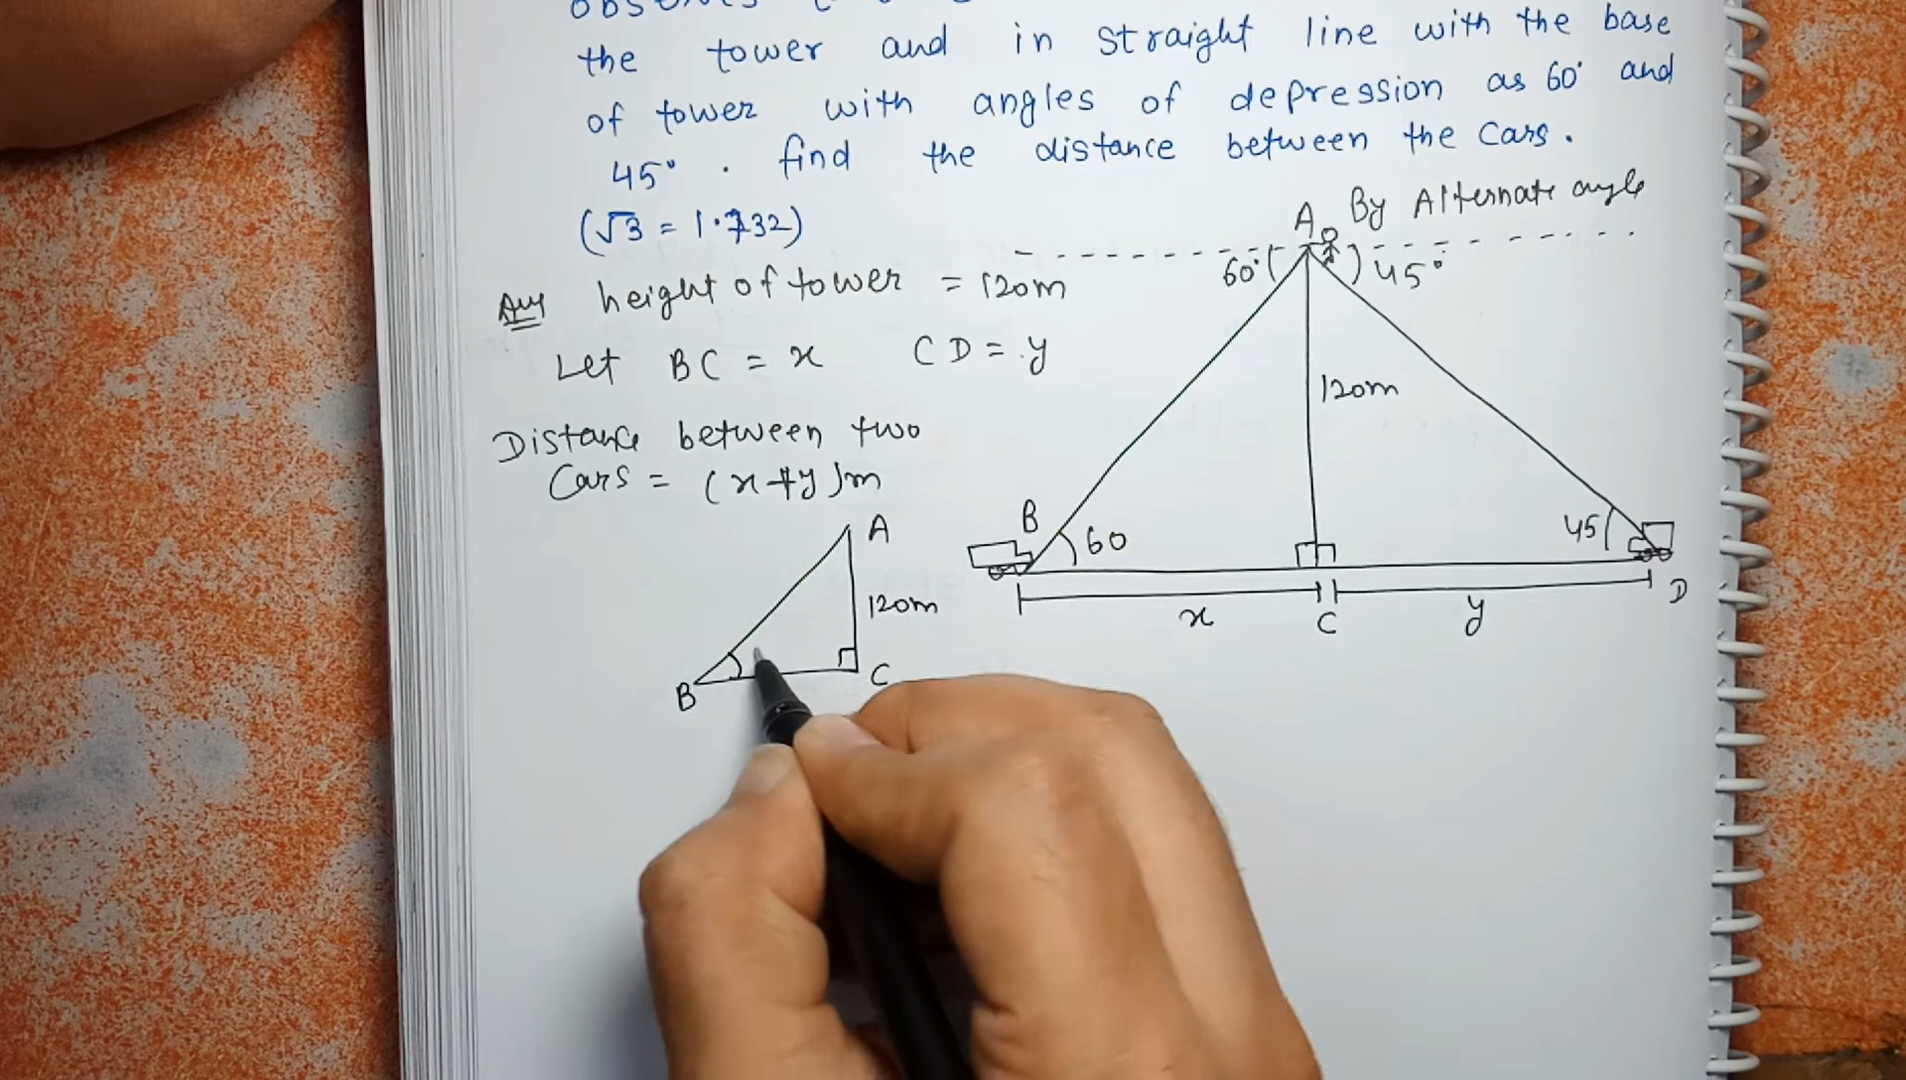 the tower and in straight line with the base
of tower with angles of depression as 60° and
45° . find the distance between the cars.
(√3 = 1.732)
By Alternate angle
A
60°
45°
Ans height of tower = 120m
Let BC = x CD = y
120m
Distance between two
Cars = (x+y)m
A
B
60
45
120m
D
x
C
y
B
C